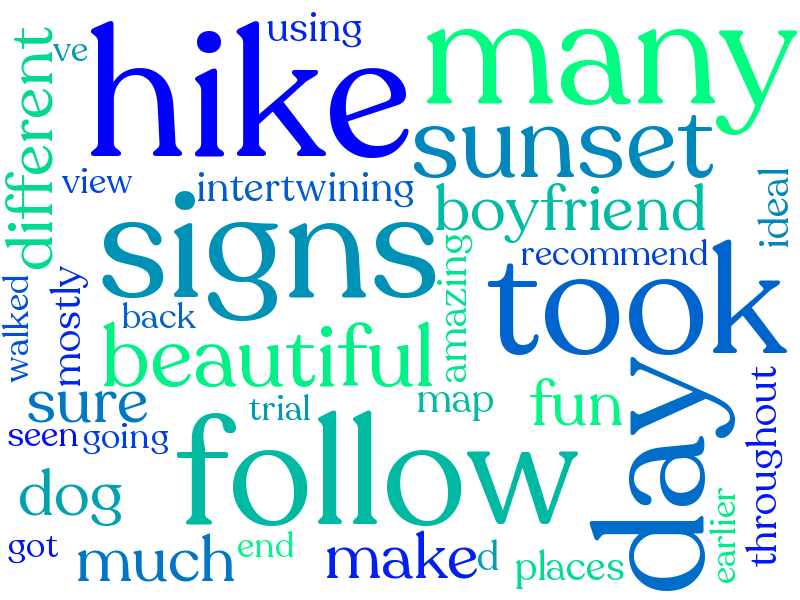 different
ve
hike
using
many
sunset
view
intertwining
boyfriend
ideal
signs
recommend
took
amazing
walked
mostly
back
beautiful
sure
trial
map
fun
day
throughout
seen
going
follow
dog
earlier
got
much
end
make
d
places